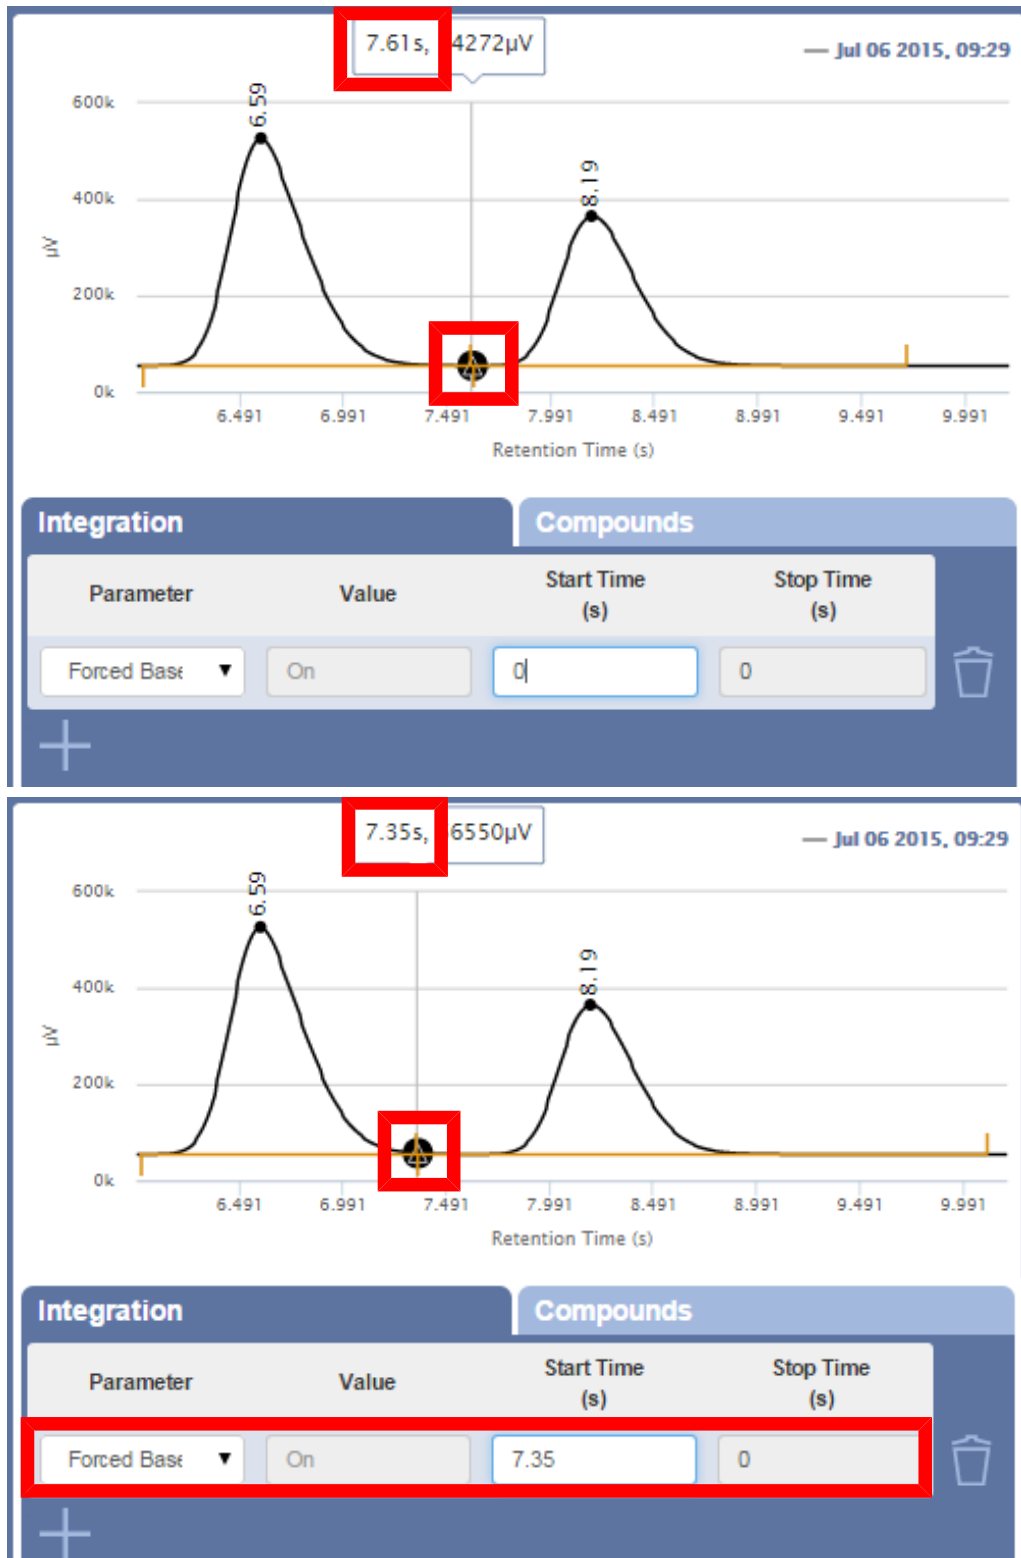 7.61s, 4272µV
Jul 06 2015, 09:29
600k
6.59
400k
8.19
µV
200k
0k
6.491 6.991 7.491 7.991 8.491 8.991 9.491 9.991
Retention Time (s)
Integration Compounds
Parameter Value Start Time (s) Stop Time (s)
Forced Base On 0 0
7.35s, 6550µV
Jul 06 2015, 09:29
600k
6.59
400k
8.19
µV
200k
0k
6.491 6.991 7.491 7.991 8.491 8.991 9.491 9.991
Retention Time (s)
Integration Compounds
Parameter Value Start Time (s) Stop Time (s)
Forced Base On 7.35 0